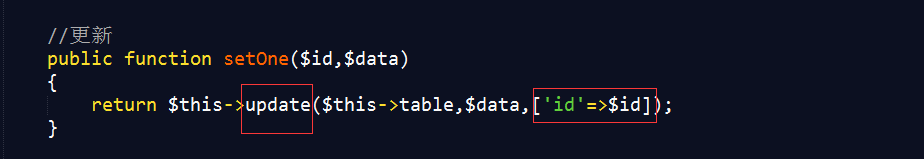 //更新
public function setOne($id,$data)
{
return $this->update($this->table,$data,['id'=>$id]);
}